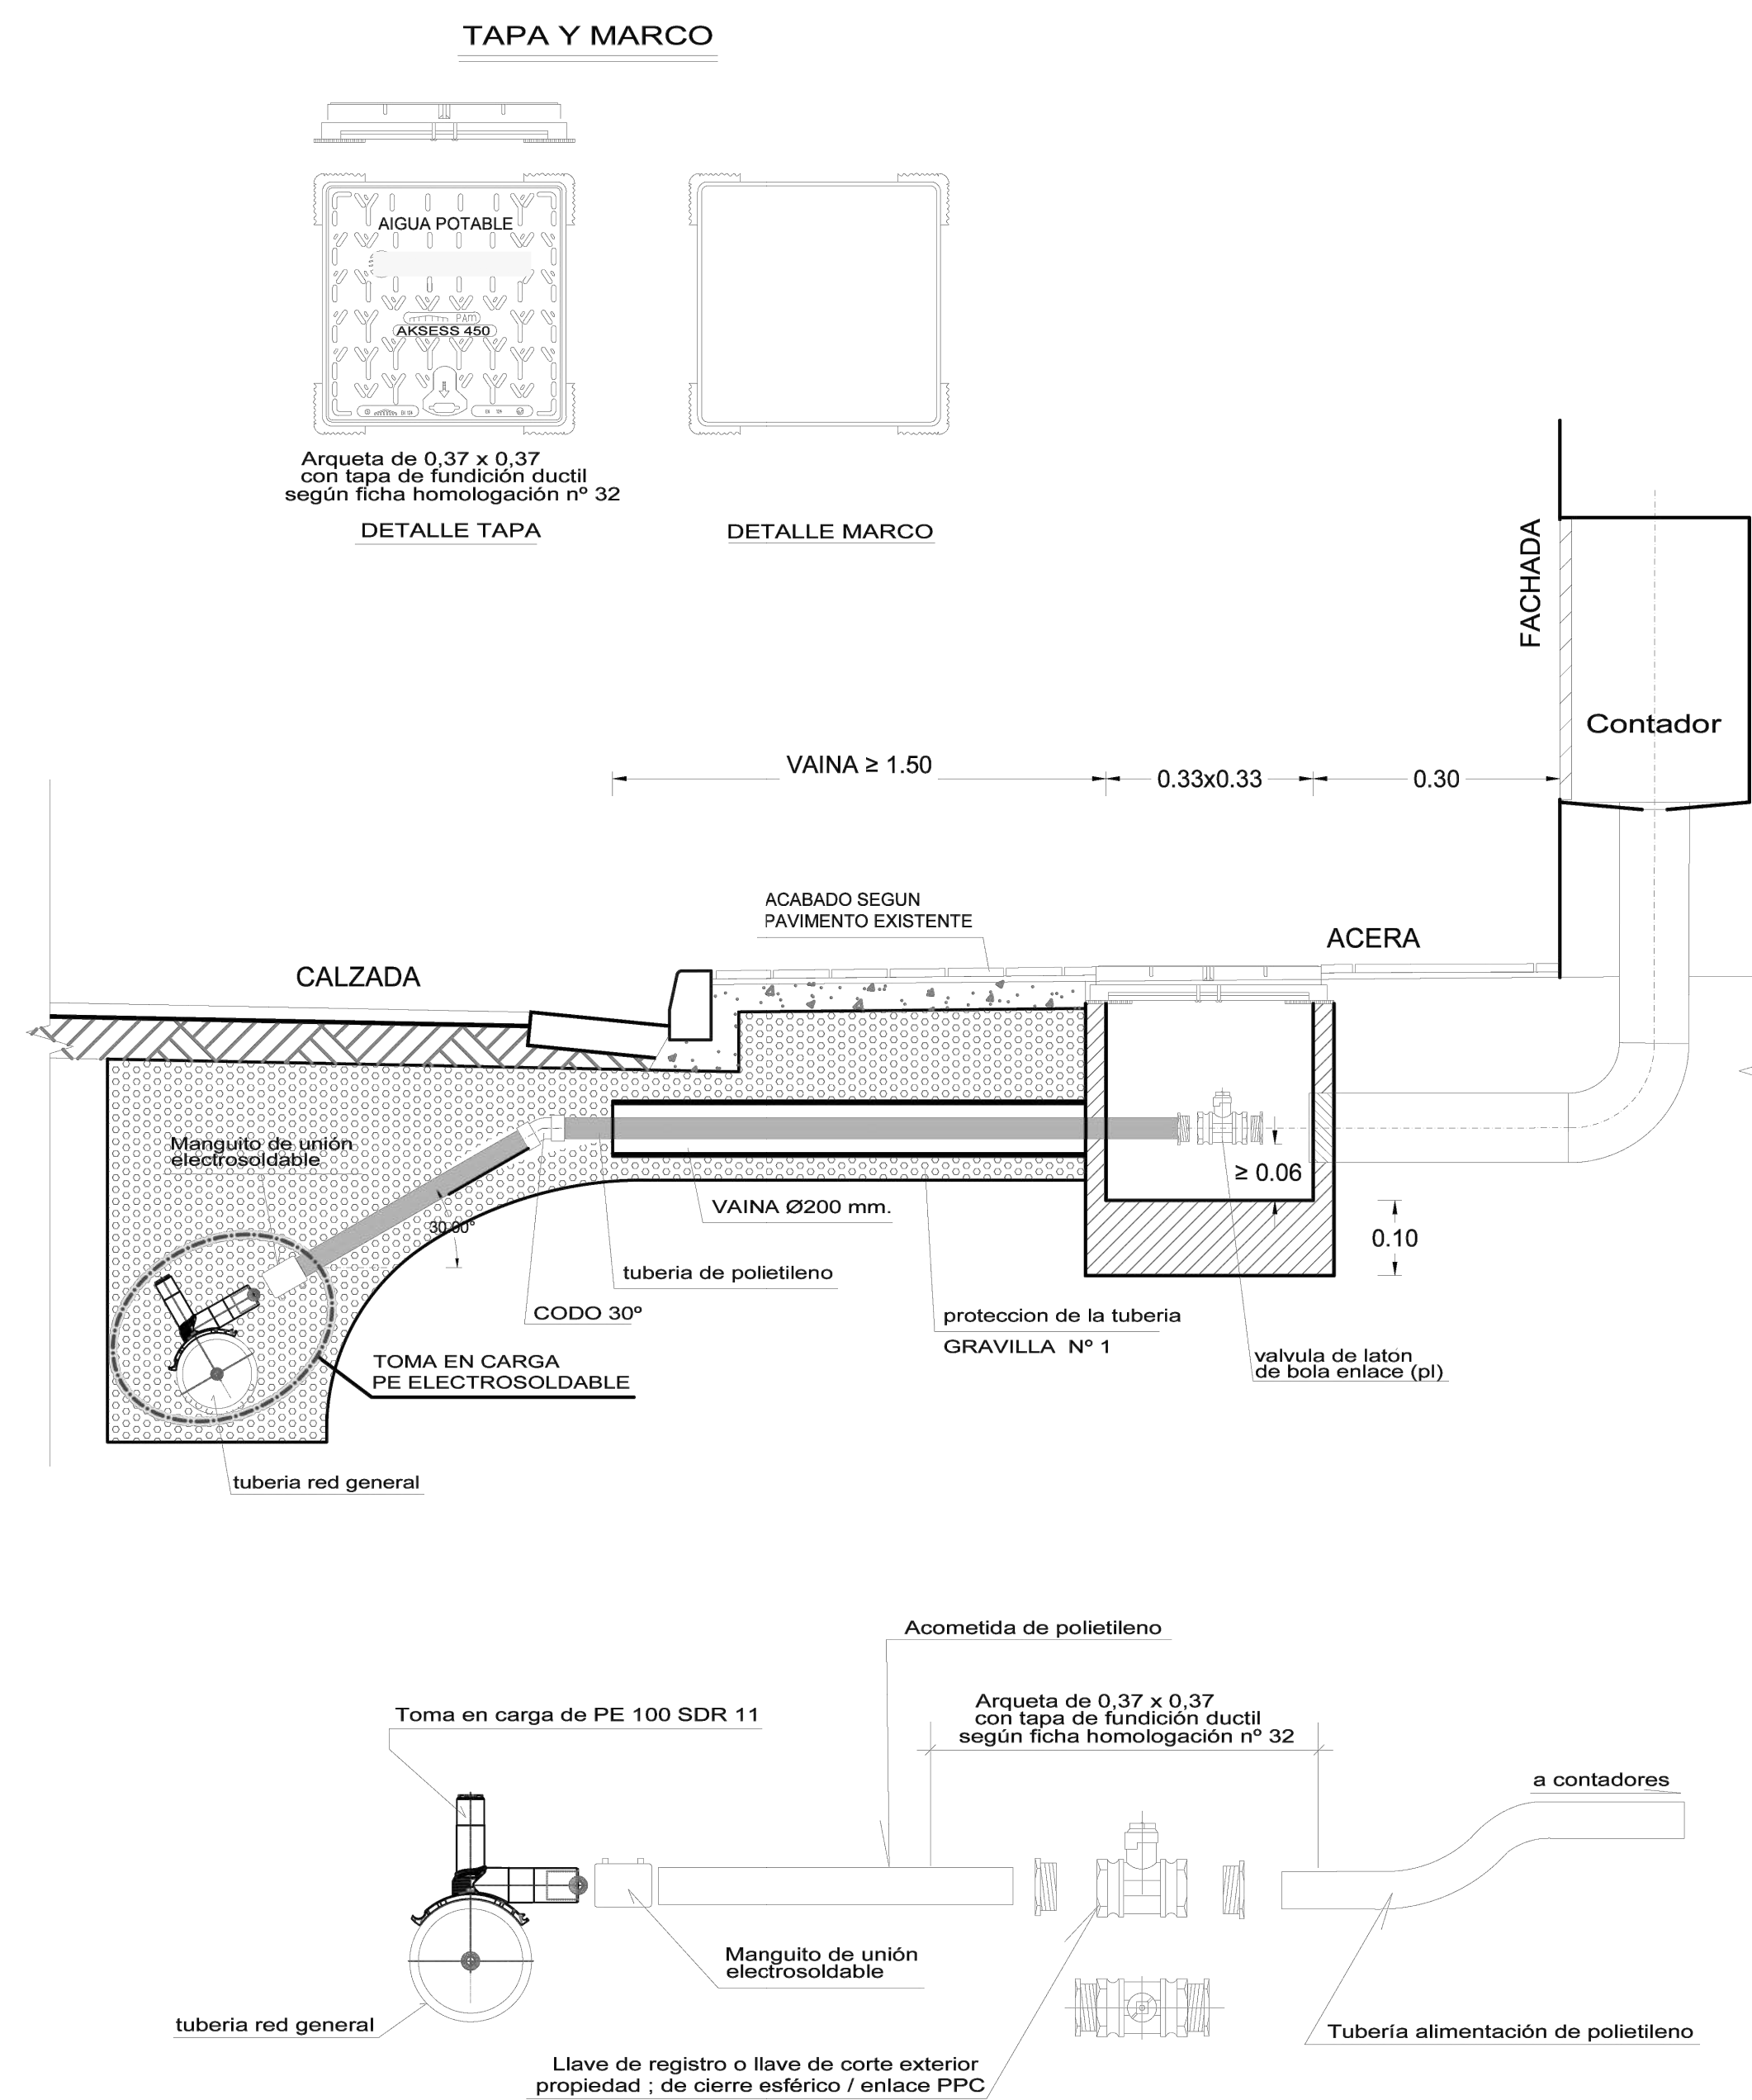 TAPA Y MARCO
AIGUA POTABLE
PAM
AKSESS 450
Arqueta de 0,37 x 0,37
con tapa de fundición ductil
según ficha homologación nº 32
DETALLE TAPA
DETALLE MARCO
FACHADA
Contador
VAINA ≥ 1.50
0.33x0.33
0.30
ACABADO SEGUN
PAVIMENTO EXISTENTE
ACERA
CALZADA
Manguito de unión
electrosoldable
≥ 0.06
VAINA Ø200 mm.
30.00°
0.10
tuberia de polietileno
CODO 30º
proteccion de la tuberia
GRAVILLA Nº 1
valvula de latón
de bola enlace (pl)
TOMA EN CARGA
PE ELECTROSOLDABLE
tuberia red general
Acometida de polietileno
Toma en carga de PE 100 SDR 11
Arqueta de 0,37 x 0,37
con tapa de fundición ductil
según ficha homologación nº 32
a contadores
Manguito de unión
electrosoldable
tuberia red general
Tubería alimentación de polietileno
Llave de registro o llave de corte exterior
propiedad ; de cierre esférico / enlace PPC